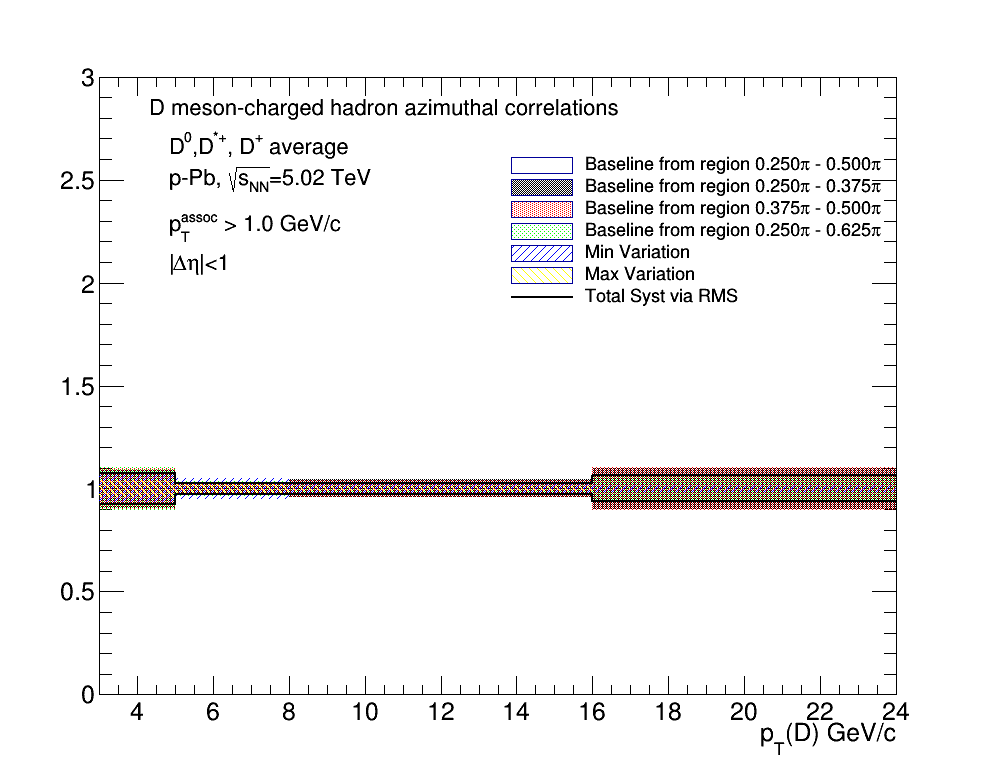 D meson-charged hadron azimuthal correlations
D⁰,D*⁺, D⁺ average
p-Pb, √sNN=5.02 TeV
pTassoc > 1.0 GeV/c
|Δη|<1
Baseline from region 0.250π - 0.500π
Baseline from region 0.250π - 0.375π
Baseline from region 0.375π - 0.500π
Baseline from region 0.250π - 0.625π
Min Variation
Max Variation
Total Syst via RMS
3
2.5
2
1.5
1
0.5
0
4 6 8 10 12 14 16 18 20 22 24
pT(D) GeV/c